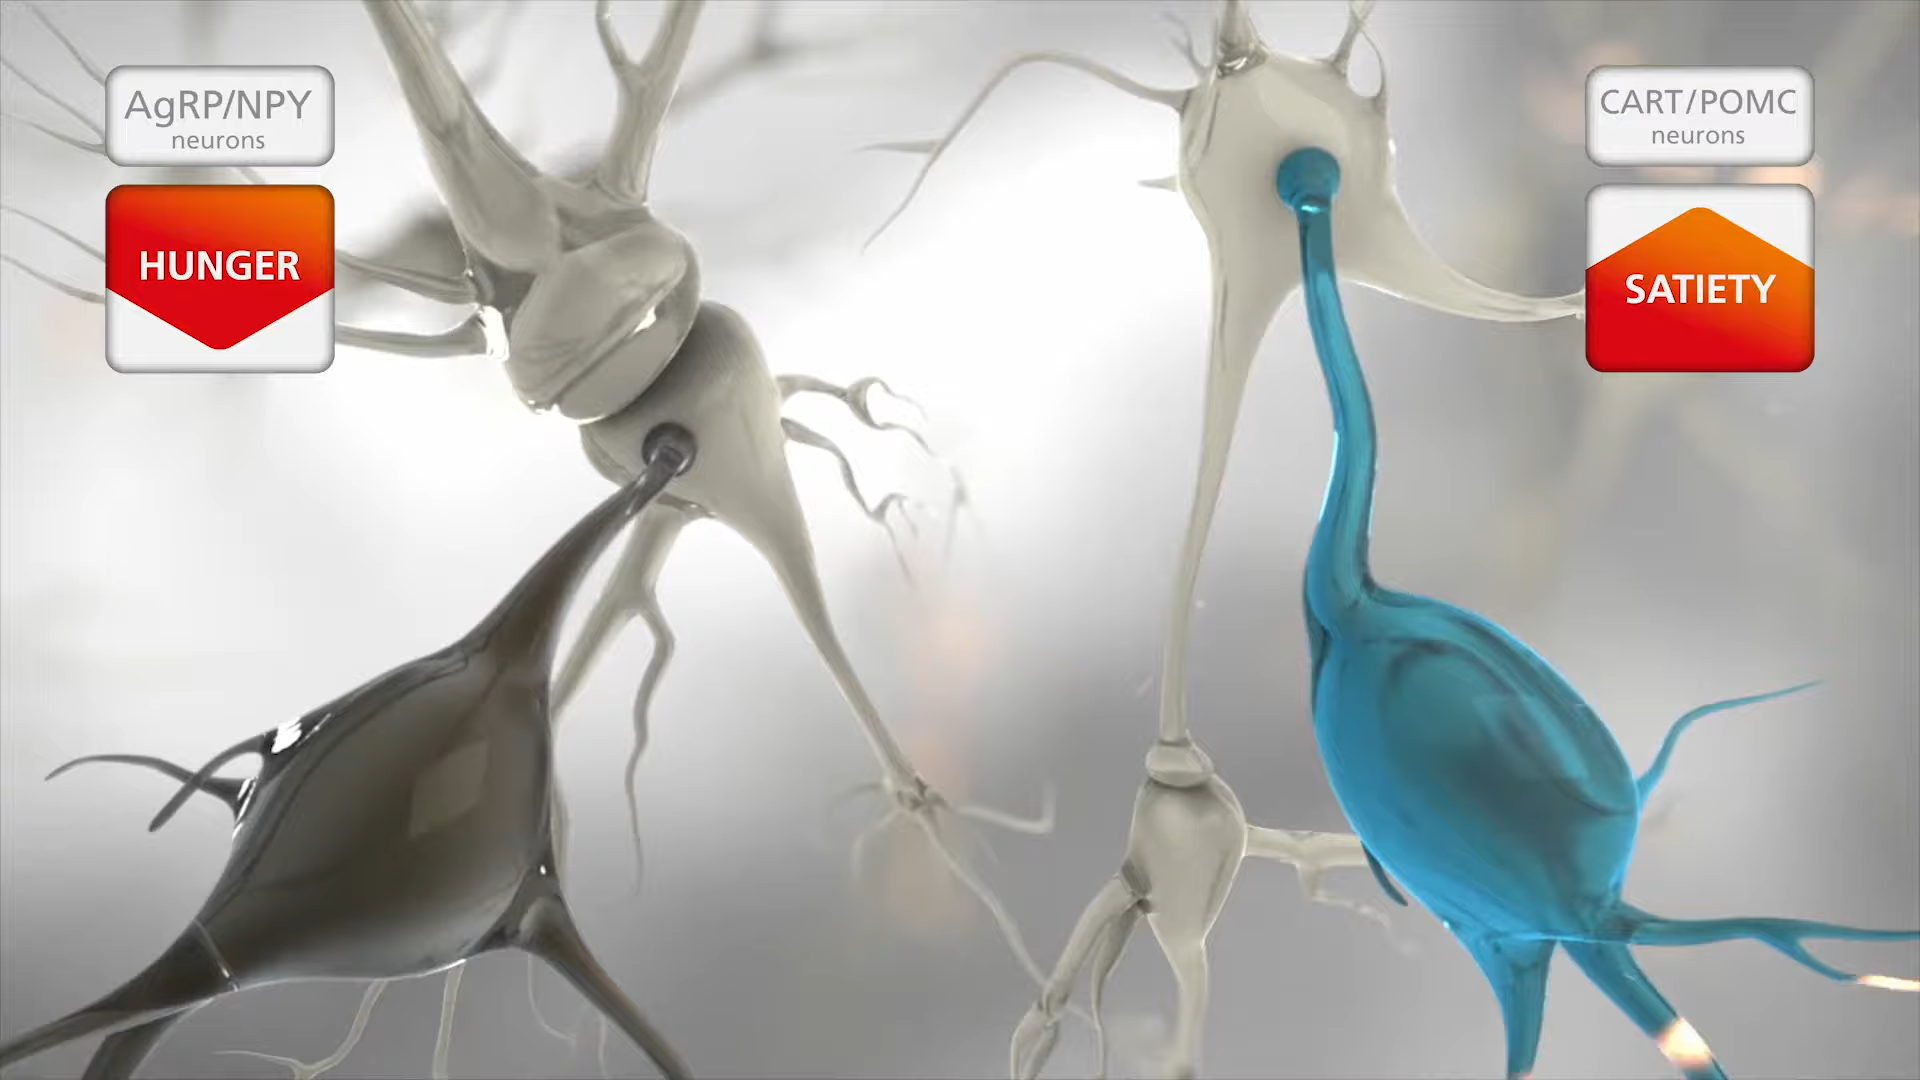 AgRP/NPY
neurons
HUNGER
CART/POMC
neurons
SATIETY